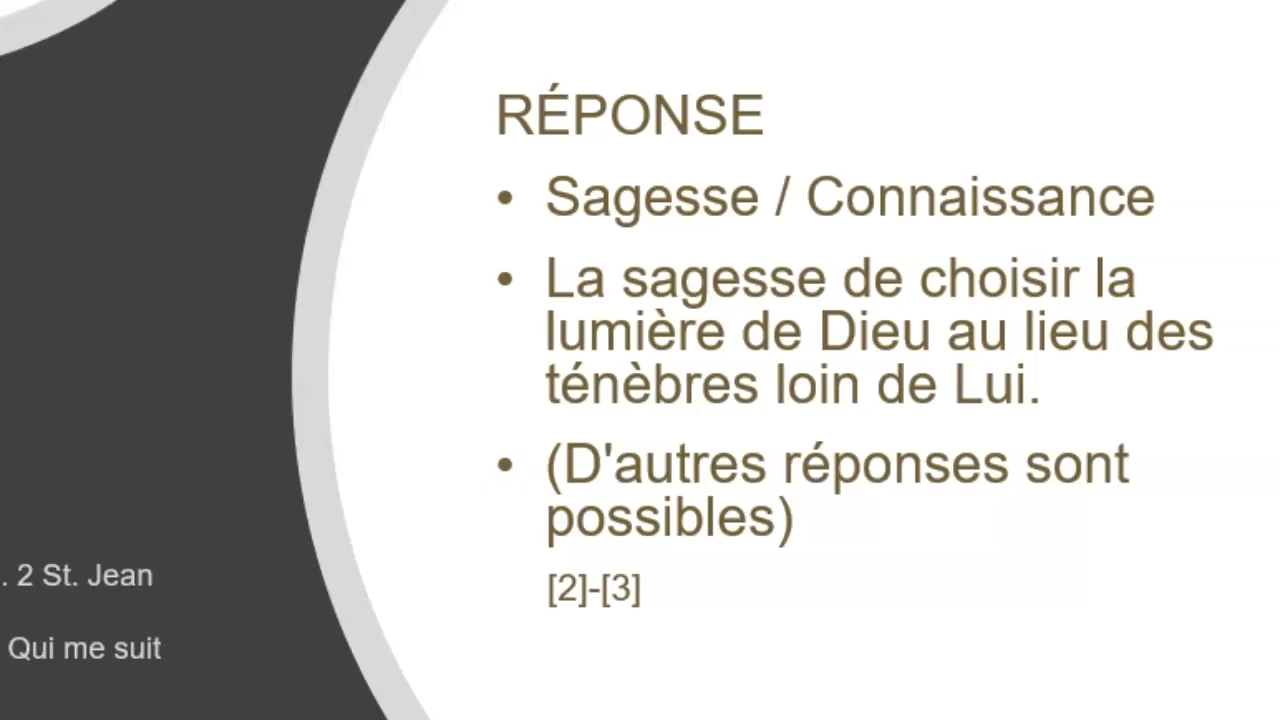 RÉPONSE
• Sagesse / Connaissance
• La sagesse de choisir la
lumière de Dieu au lieu des
ténèbres loin de Lui.
• (D'autres réponses sont
possibles)
[2]-[3]
. 2 St. Jean
Qui me suit